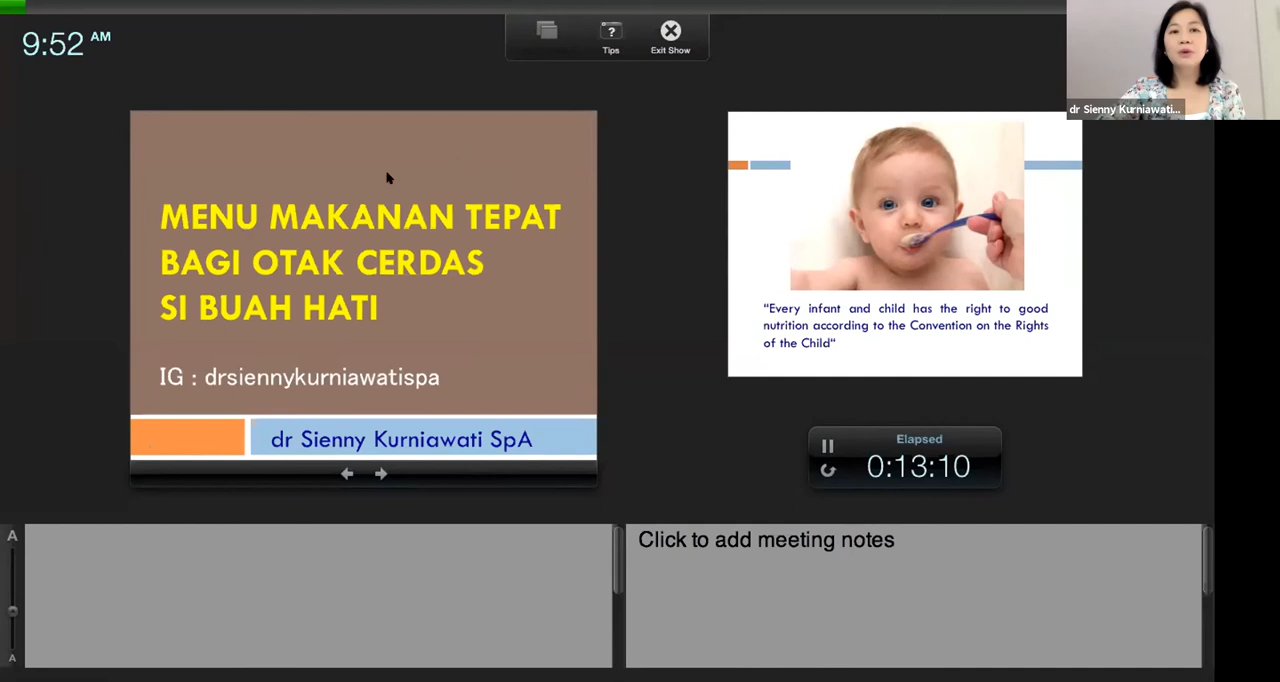 9:52 AM
Tips
Exit Show
dr Sienny Kurniawati...
MENU MAKANAN TEPAT
BAGI OTAK CERDAS
SI BUAH HATI
IG : drsiennykurniawatispa
dr Sienny Kurniawati SpA
“Every infant and child has the right to good
nutrition according to the Convention on the Rights
of the Child“
Elapsed
0:13:10
A
A
Click to add meeting notes